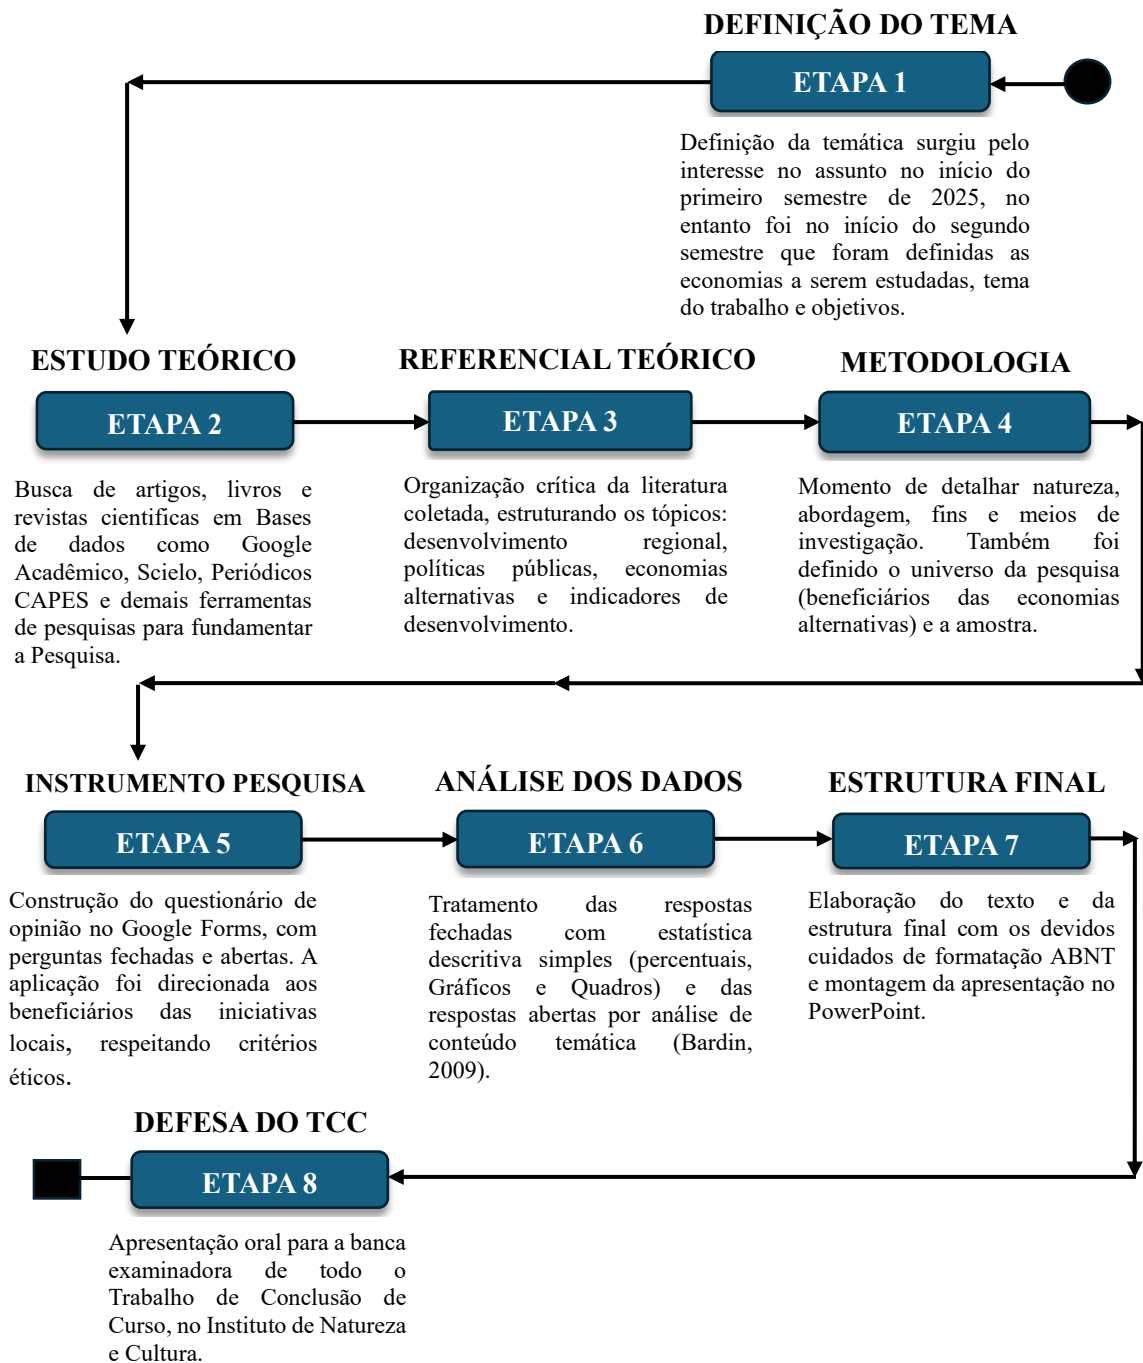 DEFINIÇÃO DO TEMA
ETAPA 1
Definição da temática surgiu pelo
interesse no assunto no início do
primeiro semestre de 2025, no
entanto foi no início do segundo
semestre que foram definidas as
economias a serem estudadas, tema
do trabalho e objetivos.
ESTUDO TEÓRICO
ETAPA 2
Busca de artigos, livros e
revistas cientificas em Bases
de dados como Google
Acadêmico, Scielo, Periódicos
CAPES e demais ferramentas
de pesquisas para fundamentar
a Pesquisa.
REFERENCIAL TEÓRICO
ETAPA 3
Organização crítica da literatura
coletada, estruturando os tópicos:
desenvolvimento regional,
políticas públicas, economias
alternativas e indicadores de
desenvolvimento.
METODOLOGIA
ETAPA 4
Momento de detalhar natureza,
abordagem, fins e meios de
investigação. Também foi
definido o universo da pesquisa
(beneficiários das economias
alternativas) e a amostra.
INSTRUMENTO PESQUISA
ETAPA 5
Construção do questionário de
opinião no Google Forms, com
perguntas fechadas e abertas. A
aplicação foi direcionada aos
beneficiários das iniciativas
locais, respeitando critérios
éticos.
ANÁLISE DOS DADOS
ETAPA 6
Tratamento das respostas
fechadas com estatística
descritiva simples (percentuais,
Gráficos e Quadros) e das
respostas abertas por análise de
conteúdo temática (Bardin,
2009).
ESTRUTURA FINAL
ETAPA 7
Elaboração do texto e da
estrutura final com os devidos
cuidados de formatação ABNT
e montagem da apresentação no
PowerPoint.
DEFESA DO TCC
ETAPA 8
Apresentação oral para a banca
examinadora de todo o
Trabalho de Conclusão de
Curso, no Instituto de Natureza
e Cultura.